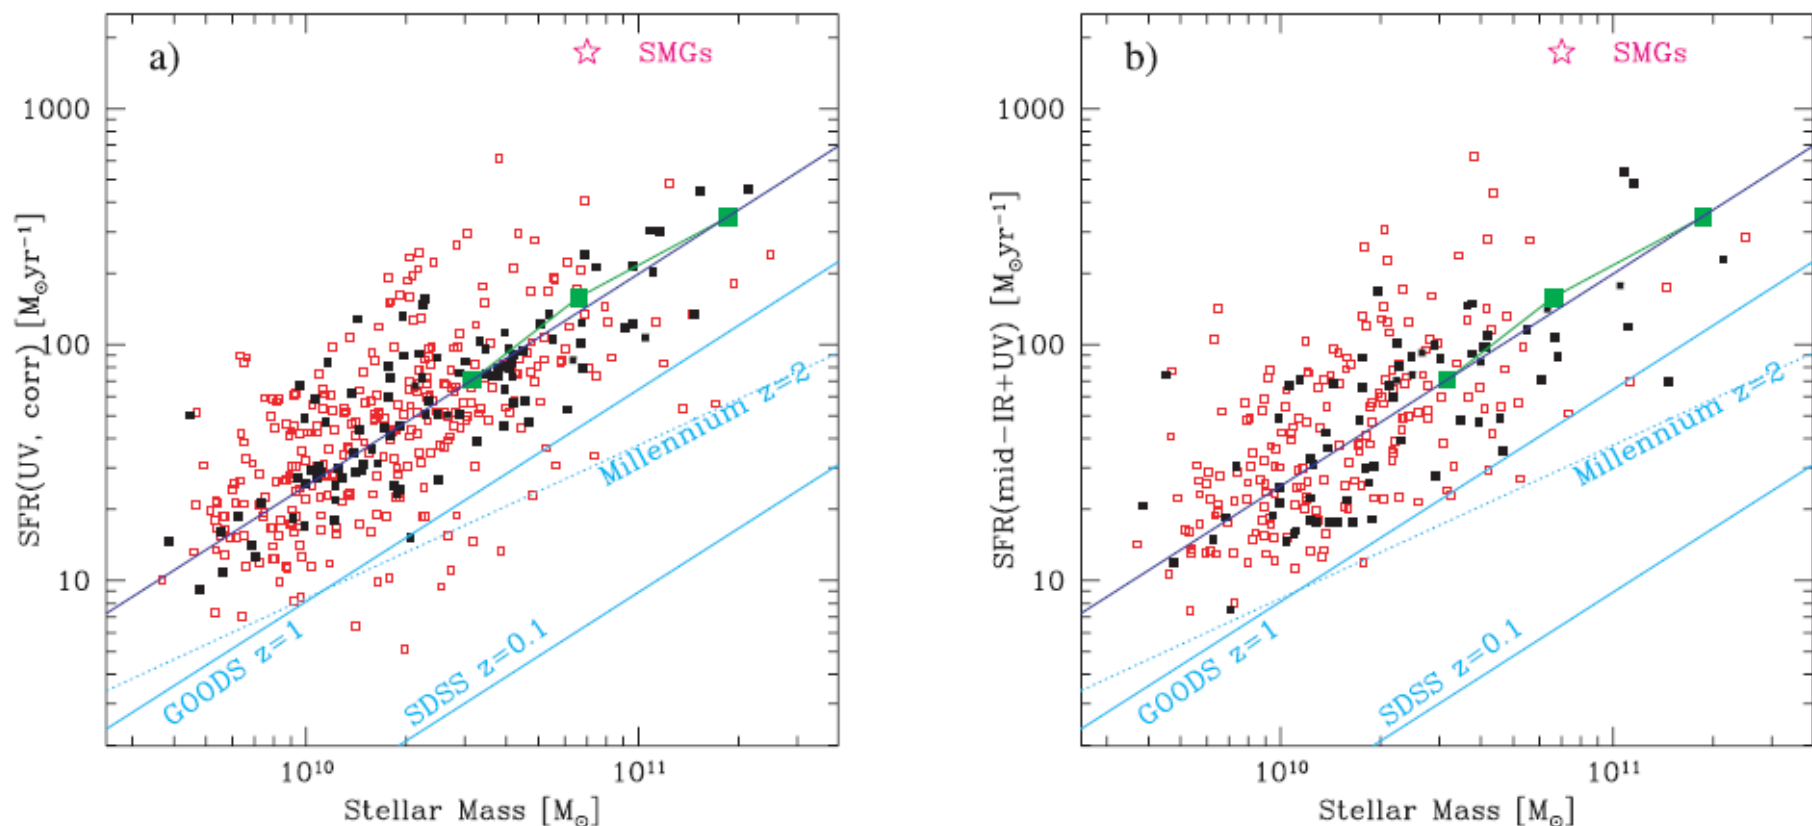 a)
☆ SMGs
SFR(UV, corr) [M⊙yr⁻¹]
1000
100
10
Millennium z=2
GOODS z=1
SDSS z=0.1
10¹⁰
10¹¹
Stellar Mass [M⊙]
b)
☆ SMGs
SFR(mid-IR+UV) [M⊙yr⁻¹]
1000
100
10
Millennium z=2
GOODS z=1
SDSS z=0.1
10¹⁰
10¹¹
Stellar Mass [M⊙]